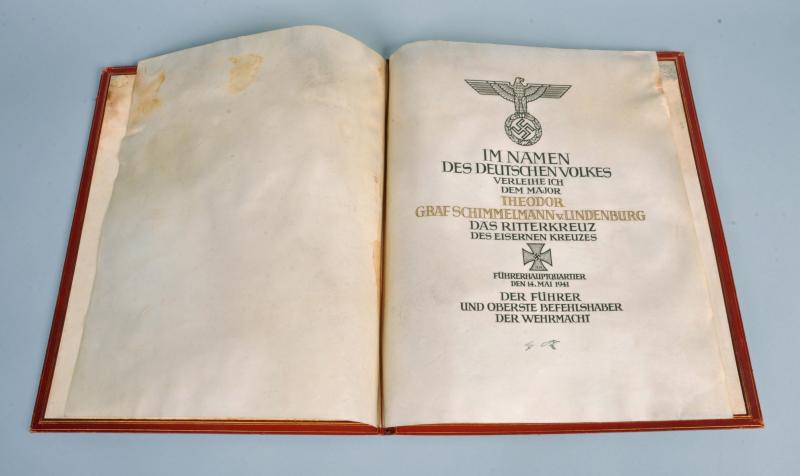 IM NAMEN
DES DEUTSCHEN VOLKES
VERLEIHE ICH
DEM MAJOR
THEODOR
GRAF SCHIMMELMANN v. LINDENBURG
DAS RITTERKREUZ
DES EISERNEN KREUZES
FÜHRERHAUPTQUARTIER
DEN 14. MAI 1941
DER FÜHRER
UND OBERSTE BEFEHLSHABER
DER WEHRMACHT